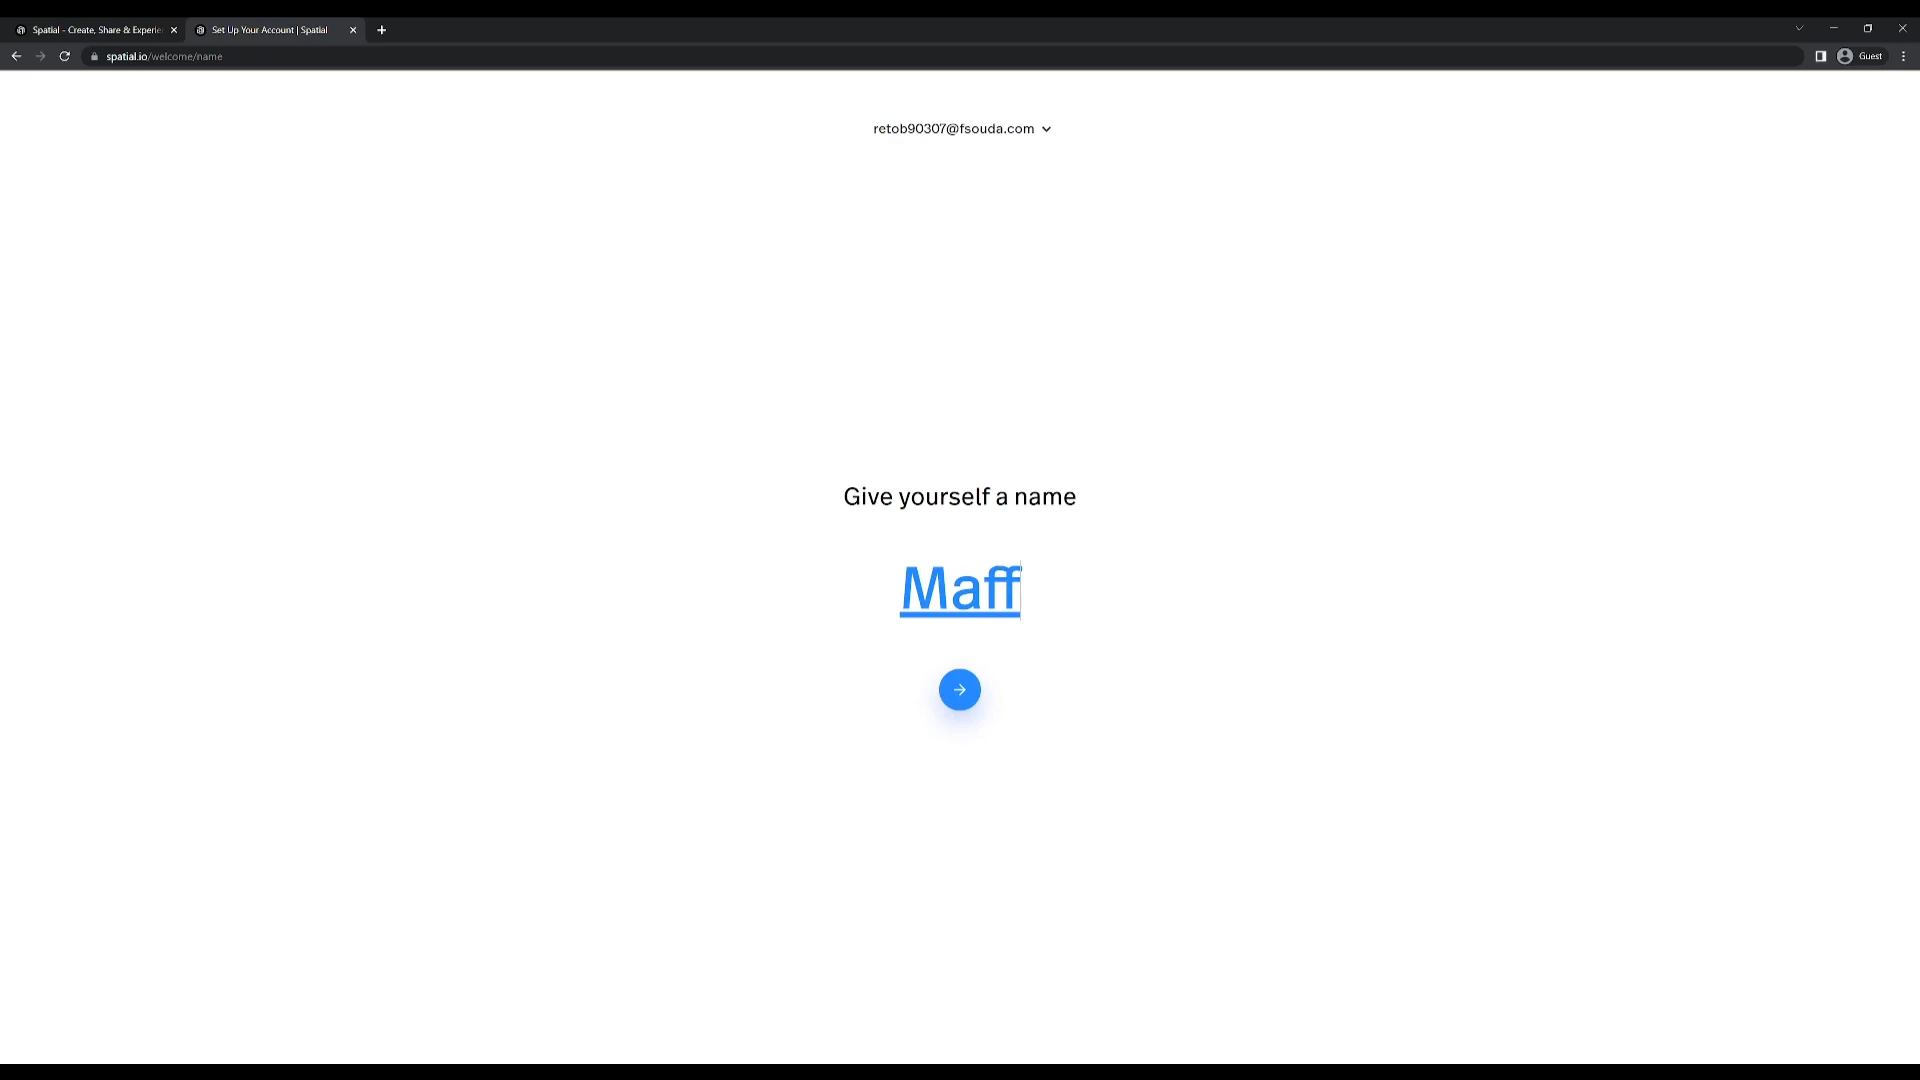 Spatial - Create, Share & Experie
Set Up Your Account | Spatial
spatial.io/welcome/name
Guest
retob90307@fsouda.com
Give yourself a name
Maff